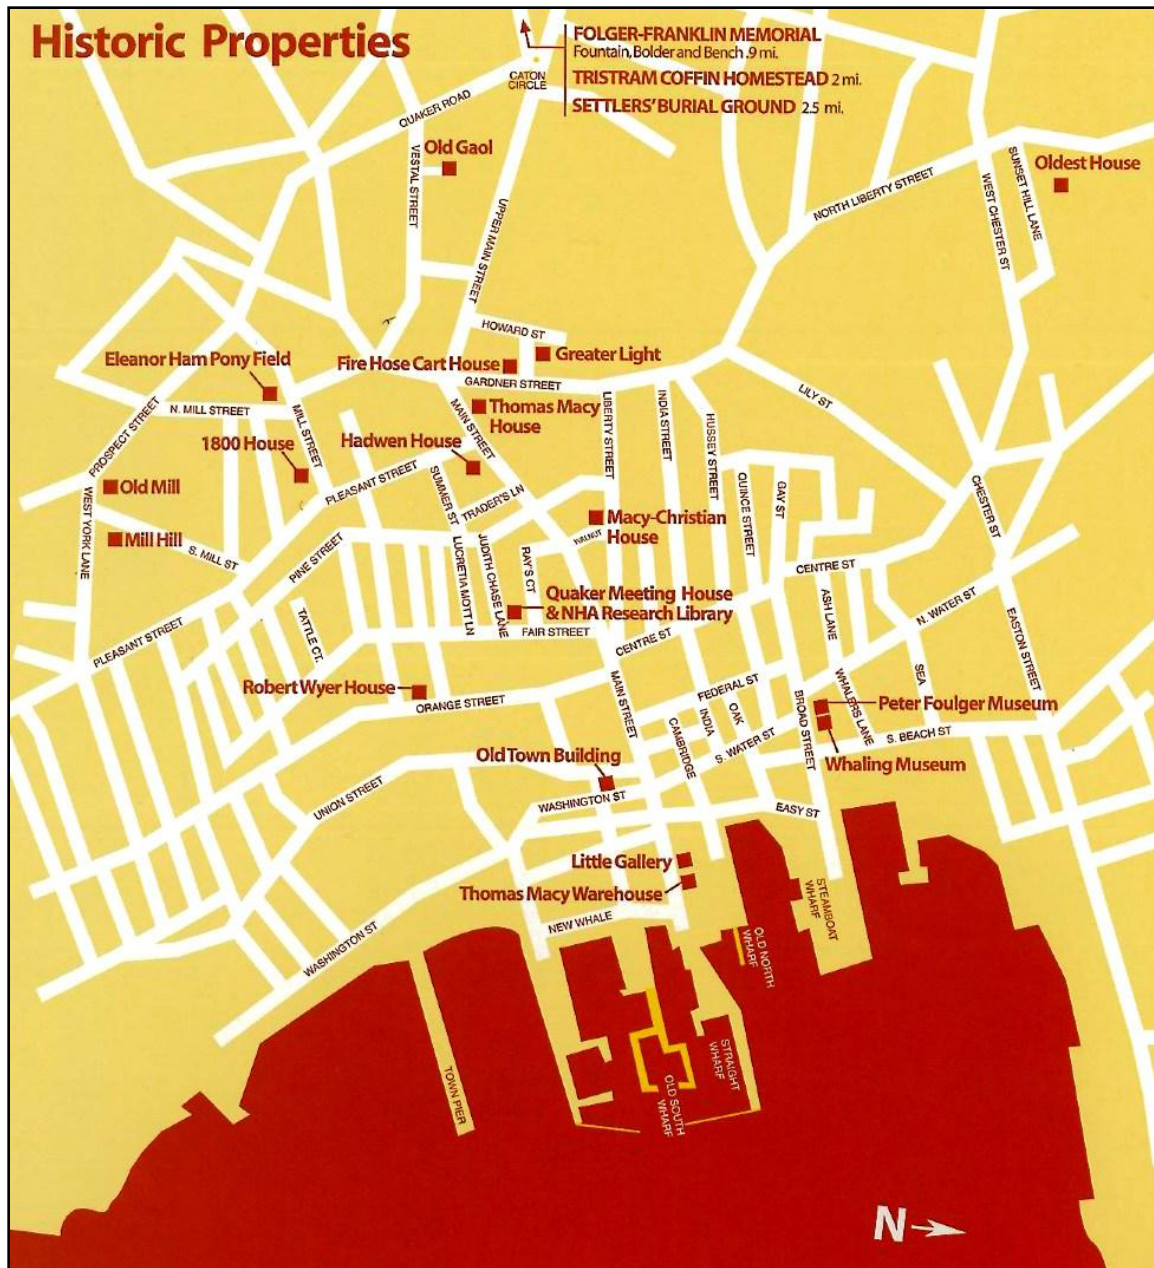 Historic Properties
FOLGER-FRANKLIN MEMORIAL
Fountain, Bolder and Bench .9 mi.
TRISTRAM COFFIN HOMESTEAD 2 mi.
SETTLERS' BURIAL GROUND 2.5 mi.
CATON
CIRCLE
QUAKER ROAD
VESTAL STREET
Old Gaol
UPPER MAIN STREET
NORTH LIBERTY STREET
WEST CHESTER ST
SUNSET HILL LANE
Oldest House
HOWARD ST
Greater Light
Eleanor Ham Pony Field
Fire Hose Cart House
GARDNER STREET
N. MILL STREET
MILL STREET
MAIN STREET
Thomas Macy
House
LIBERTY STREET
INDIA STREET
HUSSEY STREET
LILY ST
PROSPECT STREET
1800 House
Hadwen House
PLEASANT STREET
SUMMER ST
TRADER'S LN
QUINCE STREET
GAY ST
CHESTER ST
Old Mill
WEST YORK LANE
Mill Hill
S. MILL ST
PINE STREET
Macy-Christian
House
WALNUT
LUCRETIA MOTT LN
JUDITH CHASE LANE
RAY'S CT
Quaker Meeting House
& NHA Research Library
CENTRE ST
ASH LANE
N. WATER ST
EASTON STREET
TATTLE CT.
FAIR STREET
CENTRE ST
PLEASANT STREET
SEA
Robert Wyer House
ORANGE STREET
MAIN STREET
FEDERAL ST
INDIA
OAK
BROAD STREET
WHALERS LANE
Peter Foulger Museum
S. BEACH ST
CAMBRIDGE
S. WATER ST
Whaling Museum
Old Town Building
UNION STREET
WASHINGTON ST
EASY ST
Little Gallery
Thomas Macy Warehouse
NEW WHALE
STEAMBOAT
WHARF
WASHINGTON ST
OLD NORTH
WHARF
STRAIGHT
WHARF
TOWN PIER
OLD SOUTH
WHARF
N